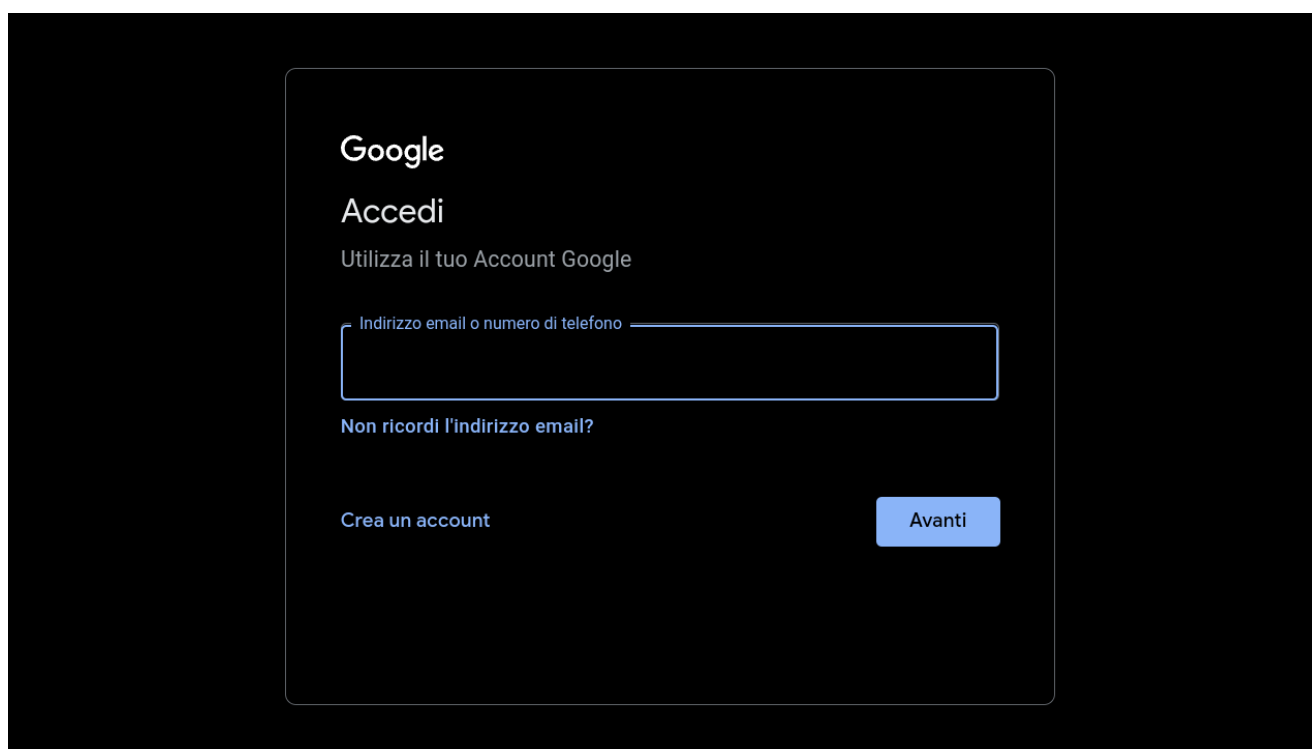 Google
Accedi
Utilizza il tuo Account Google
Indirizzo email o numero di telefono
Non ricordi l'indirizzo email?
Crea un account
Avanti